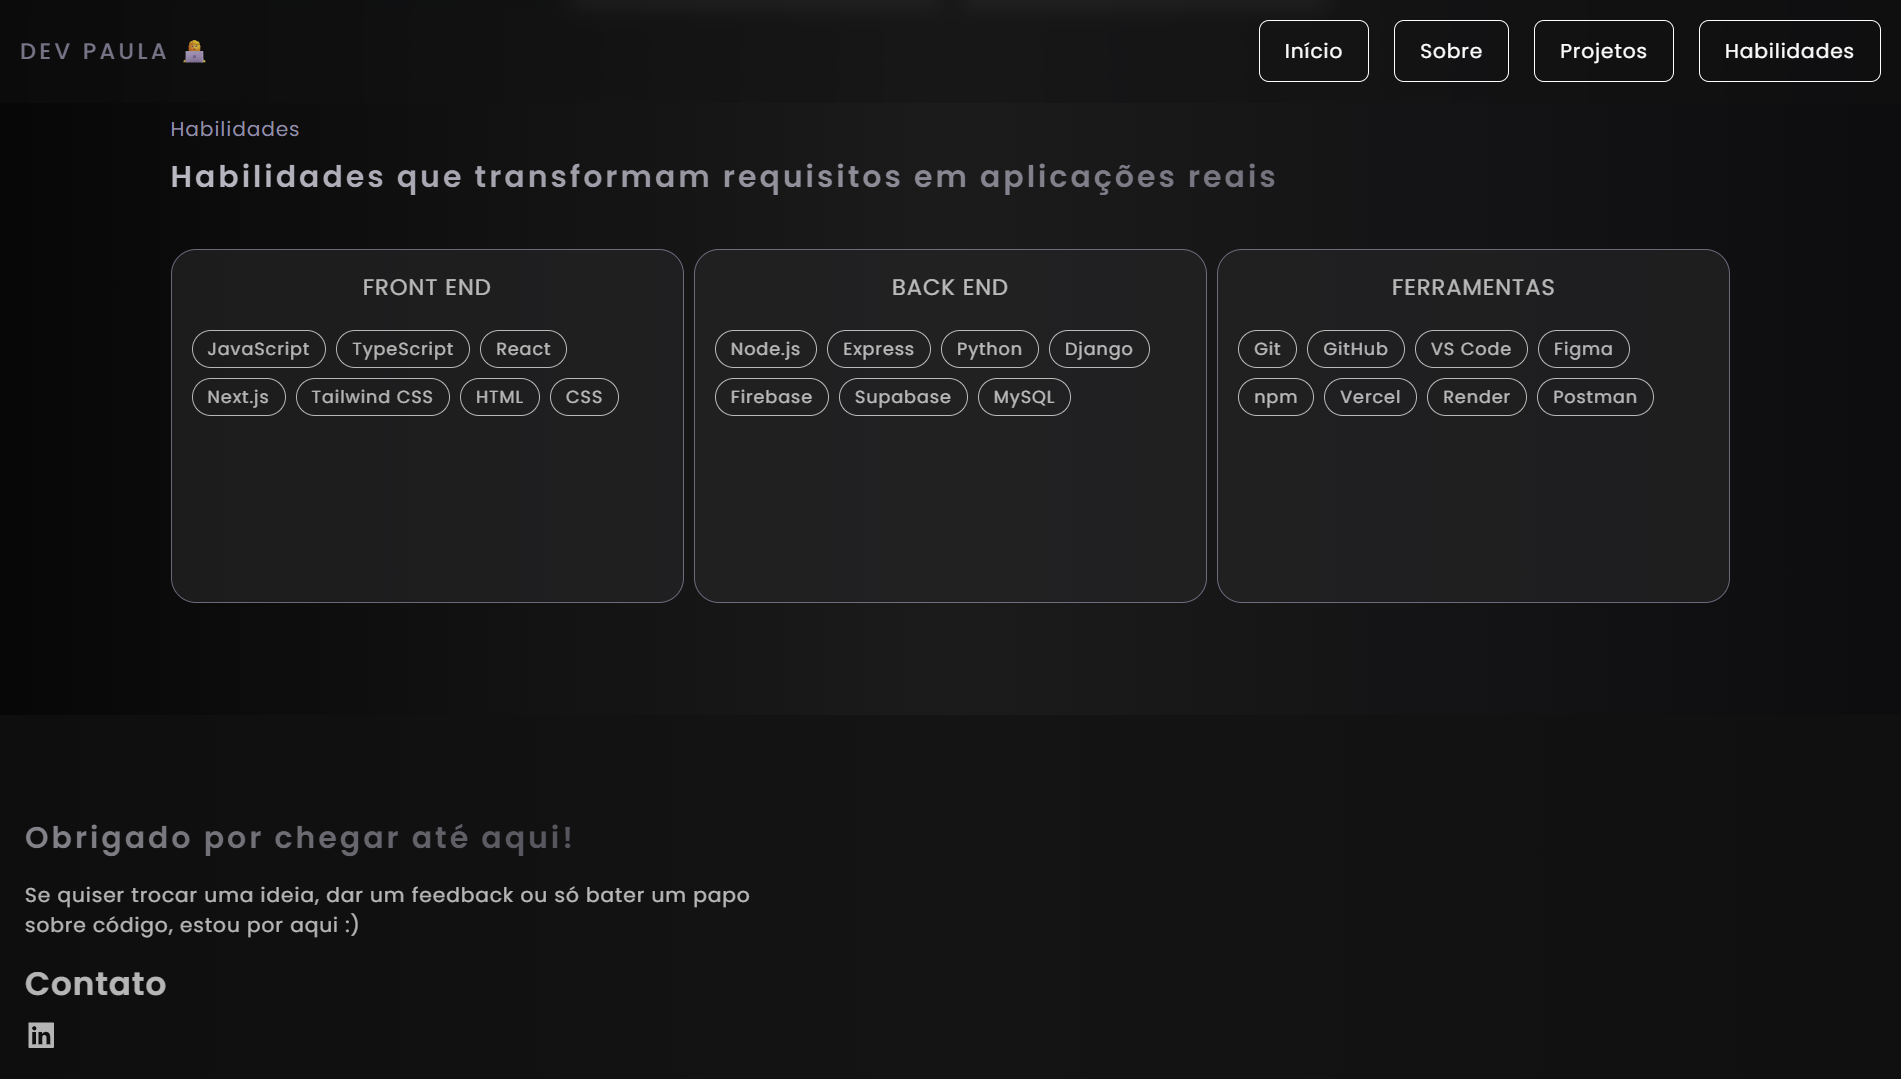 DEV PAULA 👩‍💻
Início
Sobre
Projetos
Habilidades
Habilidades
Habilidades que transformam requisitos em aplicações reais
FRONT END
JavaScript TypeScript React
Next.js Tailwind CSS HTML CSS
BACK END
Node.js Express Python Django
Firebase Supabase MySQL
FERRAMENTAS
Git GitHub VS Code Figma
npm Vercel Render Postman
Obrigado por chegar até aqui!
Se quiser trocar uma ideia, dar um feedback ou só bater um papo
sobre código, estou por aqui :)
Contato
in